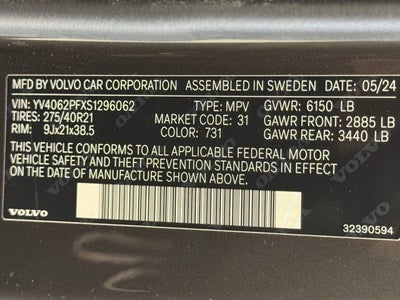 MFD BY VOLVO CAR CORPORATION ASSEMBLED IN SWEDEN DATE: 05/24
VIN: YV4062PFXS1296062 TYPE: MPV GVWR: 6150 LB
TIRES: 275/40R21 MARKET CODE: 31 GAWR FRONT: 2885 LB
RIM: 9Jx21x38.5 COLOR: 731 GAWR REAR: 3440 LB
THIS VEHICLE CONFORMS TO ALL APPLICABLE FEDERAL MOTOR
VEHICLE SAFETY AND THEFT PREVENTION STANDARDS IN EFFECT
ON THE DATE OF MANUFACTURE SHOWN ABOVE.
VOLVO 32390594